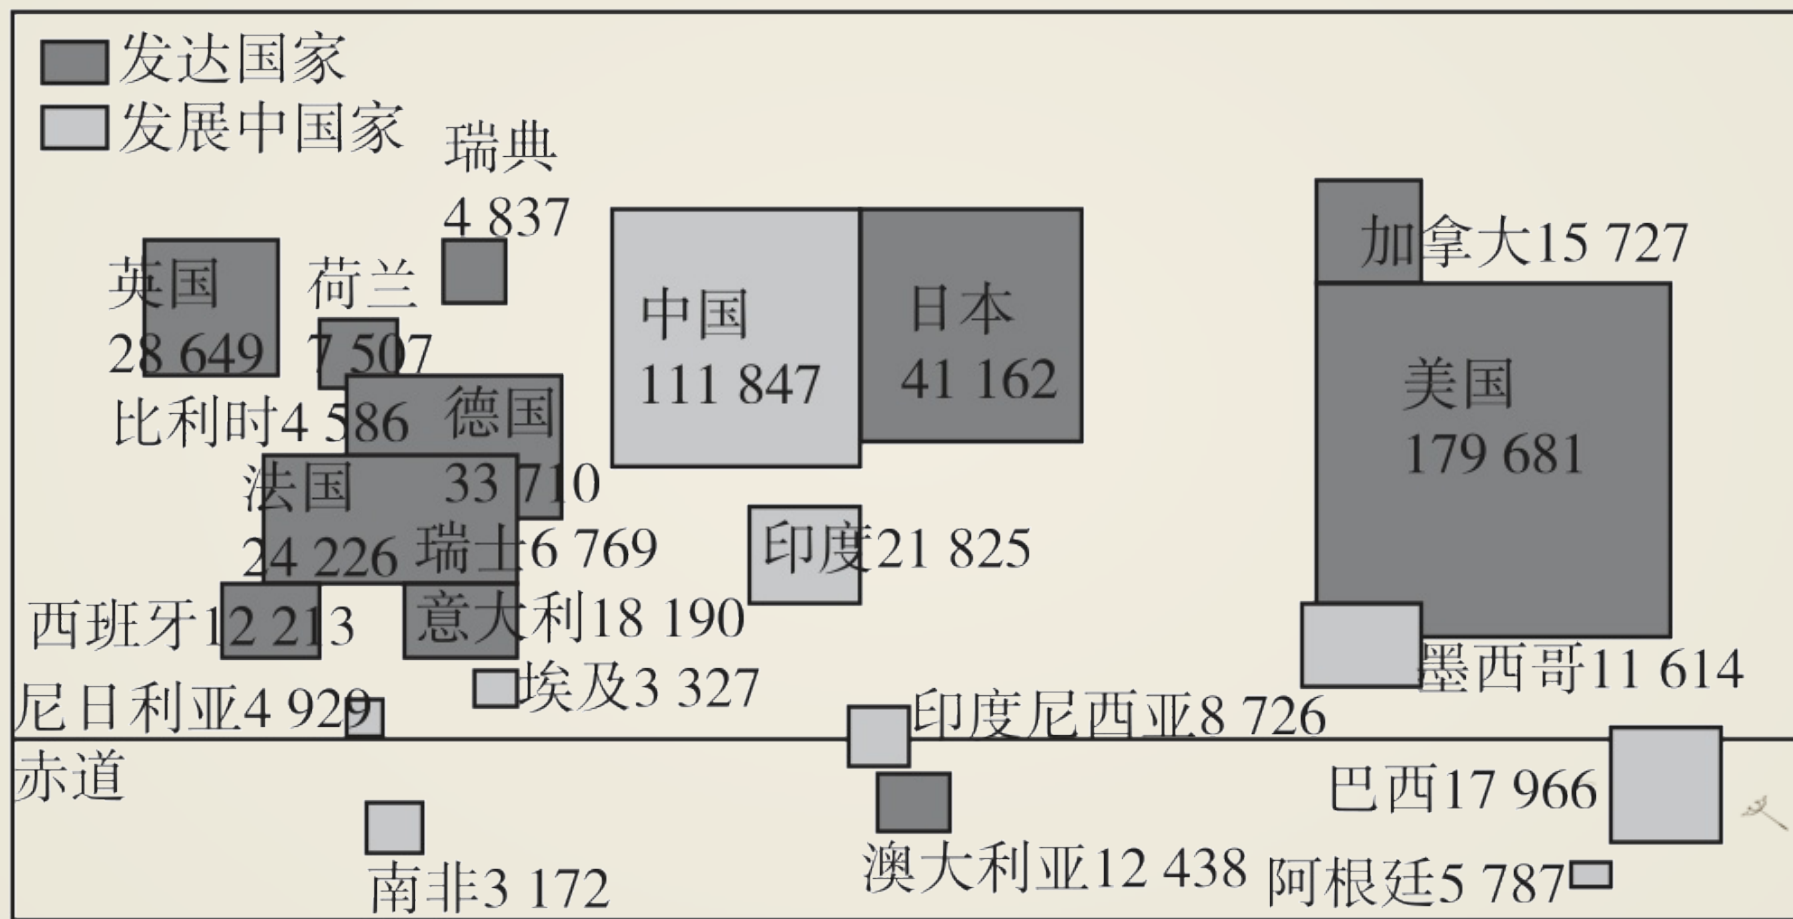 发达国家
发展中国家
瑞典
4 837
英国
28 649
荷兰
7 507
中国
111 847
日本
41 162
加拿大15 727
美国
179 681
比利时4 586
德国
33 710
法国
24 226
瑞士6 769
印度21 825
西班牙12 213
意大利18 190
埃及3 327
墨西哥11 614
尼日利亚4 929
印度尼西亚8 726
赤道
巴西17 966
南非3 172
澳大利亚12 438
阿根廷5 787